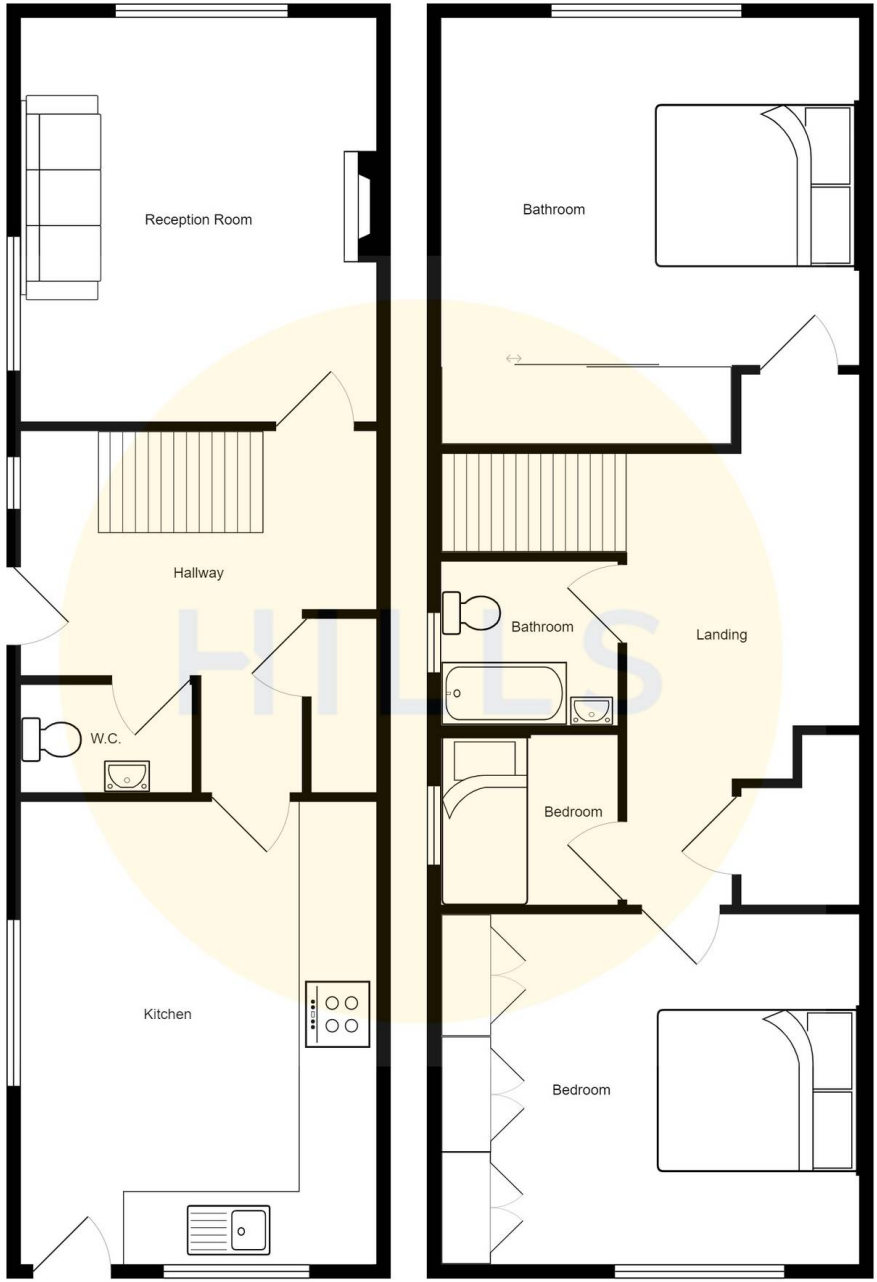 Reception Room
Hallway
W.C.
Kitchen
Bathroom
Bathroom
Landing
Bedroom
Bedroom
HILLS